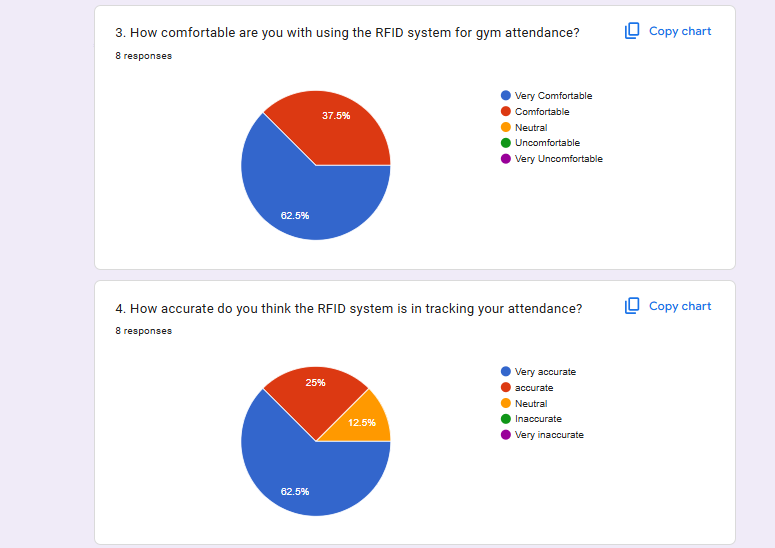 3. How comfortable are you with using the RFID system for gym attendance?
Copy chart
8 responses
Very Comfortable
Comfortable
Neutral
Uncomfortable
Very Uncomfortable
37.5%
62.5%
4. How accurate do you think the RFID system is in tracking your attendance?
Copy chart
8 responses
Very accurate
accurate
Neutral
Inaccurate
Very inaccurate
25%
12.5%
62.5%